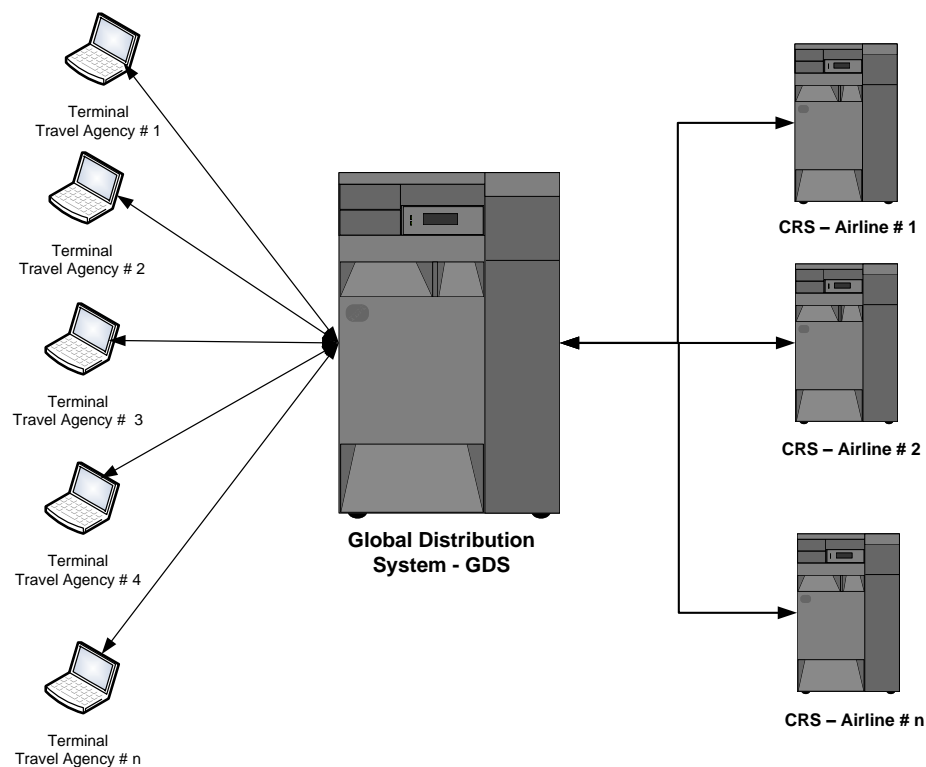 Terminal
Travel Agency # 1
Terminal
Travel Agency # 2
Terminal
Travel Agency #  3
Terminal
Travel Agency # 4
Terminal
Travel Agency # n
Global Distribution
System - GDS
CRS – Airline # 1
CRS – Airline # 2
CRS – Airline # n